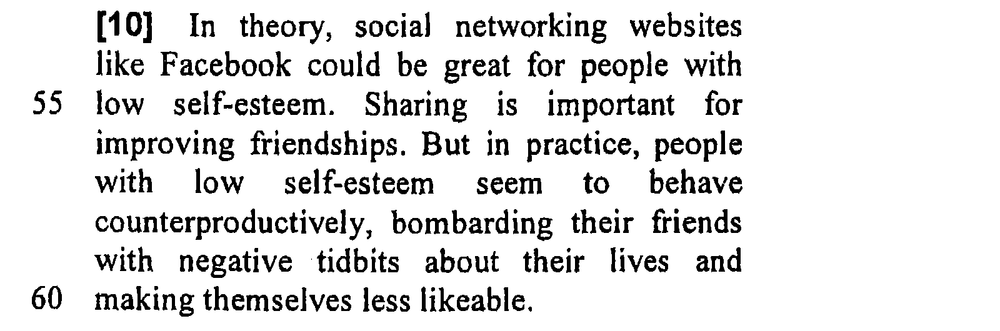 [10] In theory, social networking websites
like Facebook could be great for people with
55 low self-esteem. Sharing is important for
improving friendships. But in practice, people
with low self-esteem seem to behave
counterproductively, bombarding their friends
with negative tidbits about their lives and
60 making themselves less likeable.